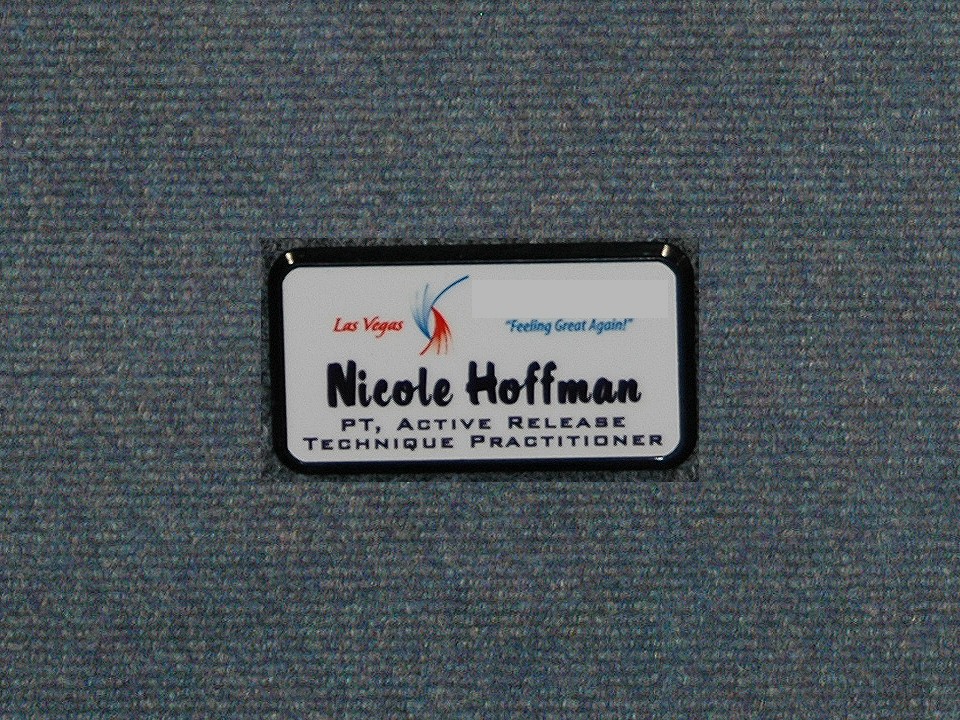 Las Vegas
"Feeling Great Again!"
Nicole Hoffman
PT, Active Release
Technique Practitioner